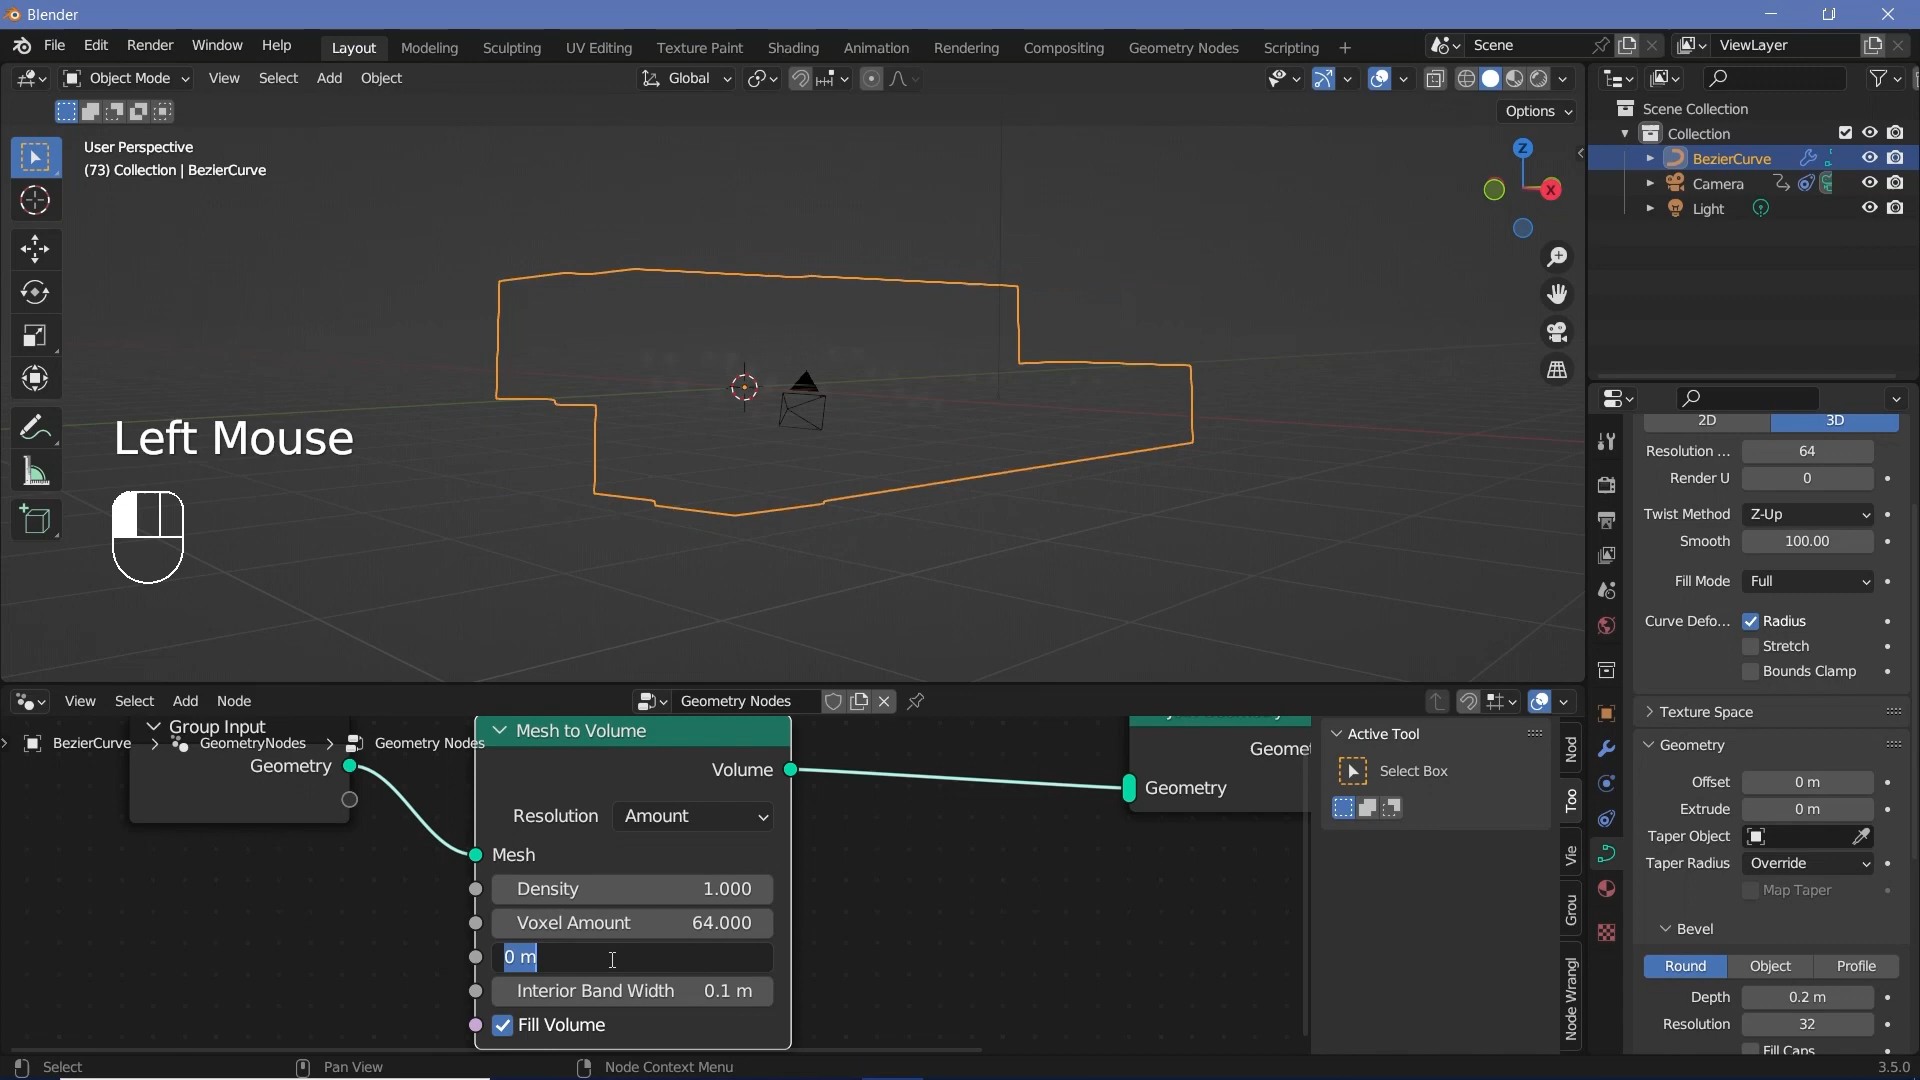 Blender
File Edit Render Window Help Layout Modeling Sculpting UV Editing Texture Paint Shading Animation Rendering Compositing Geometry Nodes Scripting + Scene ViewLayer
Object Mode View Select Add Object Global
Options
User Perspective
(73) Collection | BezierCurve
Z
X
Left Mouse
Scene Collection
Collection
BezierCurve
Camera
Light
2D 3D
Resolution ... 64
Render U 0
Twist Method Z-Up
Smooth 100.00
Fill Mode Full
Curve Defo... Radius
Stretch
Bounds Clamp
Texture Space
Geometry
Offset 0 m
Extrude 0 m
Taper Object
Taper Radius Override
Map Taper
Bevel
Round Object Profile
Depth 0.2 m
Resolution 32
Fill Caps
View Select Add Node Geometry Nodes
BezierCurve > GeometryNodes > Geometry Nodes
Group Input
Geometry
Mesh to Volume
Volume
Resolution Amount
Mesh
Density 1.000
Voxel Amount 64.000
0 m
Interior Band Width 0.1 m
Fill Volume
Geomet
Geometry
Active Tool
Select Box
Nod
Too
Vie
Grou
Node Wrangl
Select Pan View Node Context Menu 3.5.0